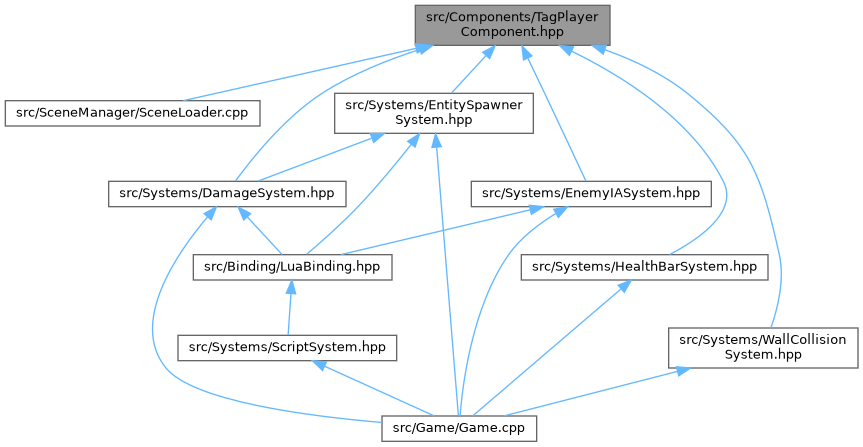 src/Components/TagPlayer
Component.hpp
src/SceneManager/SceneLoader.cpp
src/Systems/EntitySpawner
System.hpp
src/Systems/DamageSystem.hpp
src/Systems/EnemyIASystem.hpp
src/Binding/LuaBinding.hpp
src/Systems/HealthBarSystem.hpp
src/Systems/ScriptSystem.hpp
src/Systems/WallCollision
System.hpp
src/Game/Game.cpp